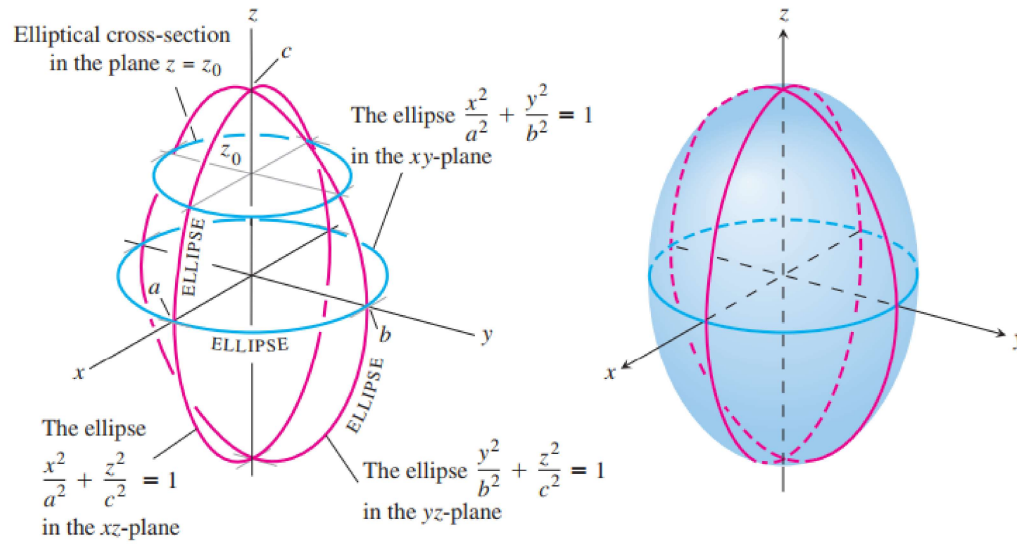 z
Elliptical cross-section
in the plane z = z₀
c
The ellipse x²/a² + y²/b² = 1
in the xy-plane
z₀
ELLIPSE
a
b
y
ELLIPSE
x
ELLIPSE
The ellipse
x²/a² + z²/c² = 1
in the xz-plane
The ellipse y²/b² + z²/c² = 1
in the yz-plane
z
x
y